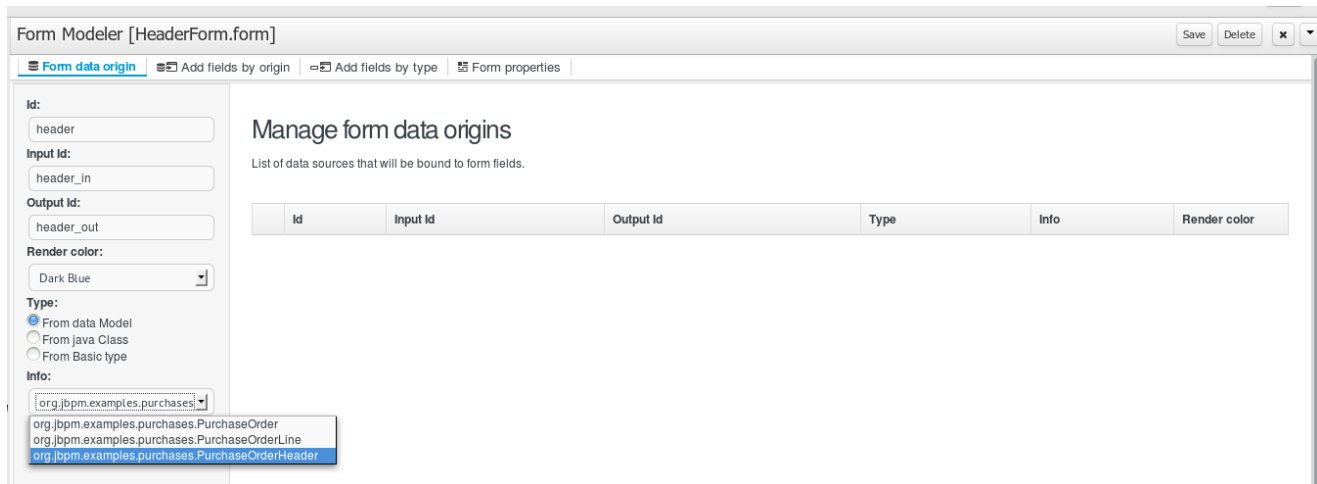 Form Modeler [HeaderForm.form]
Save Delete
Form data origin Add fields by origin Add fields by type Form properties
Id:
header
Input Id:
header_in
Output Id:
header_out
Render color:
Dark Blue
Type:
From data Model
From java Class
From Basic type
Info:
org.jbpm.examples.purchases
org.jbpm.examples.purchases.PurchaseOrder
org.jbpm.examples.purchases.PurchaseOrderLine
org.jbpm.examples.purchases.PurchaseOrderHeader
Manage form data origins
List of data sources that will be bound to form fields.
Id Input Id Output Id Type Info Render color